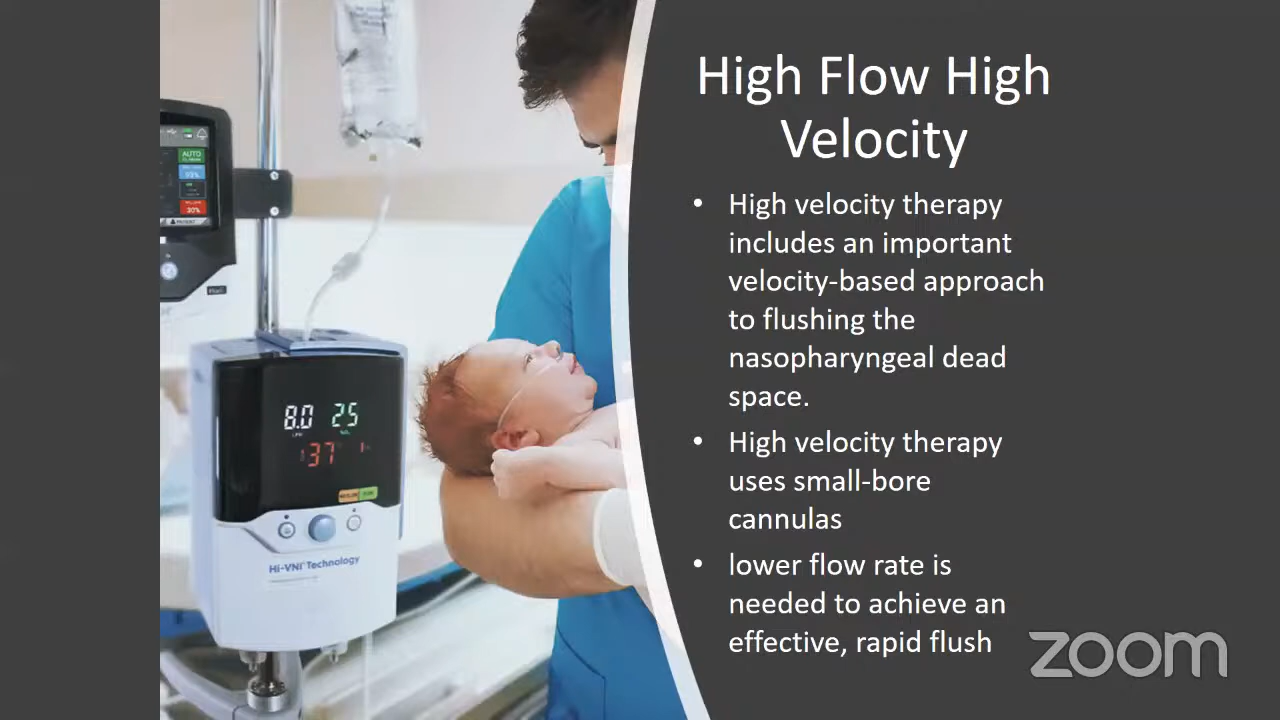 High Flow High
Velocity
• High velocity therapy
includes an important
velocity-based approach
to flushing the
nasopharyngeal dead
space.
• High velocity therapy
uses small-bore
cannulas
• lower flow rate is
needed to achieve an
effective, rapid flush
zoom
AUTO
30%
8.0 25
37
Hi-VNI Technology